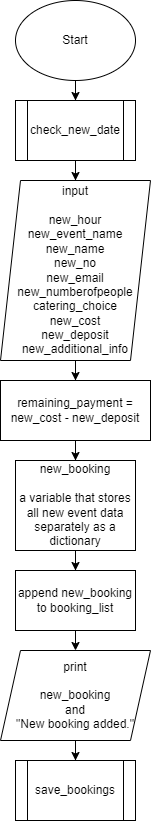 Start
check_new_date
input
new_hour
new_event_name
new_name
new_no
new_email
new_numberofpeople
catering_choice
new_cost
new_deposit
new_additional_info
remaining_payment =
new_cost - new_deposit
new_booking
a variable that stores
all new event data
separately as a
dictionary
append new_booking
to booking_list
print
new_booking
and
"New booking added."
save_bookings